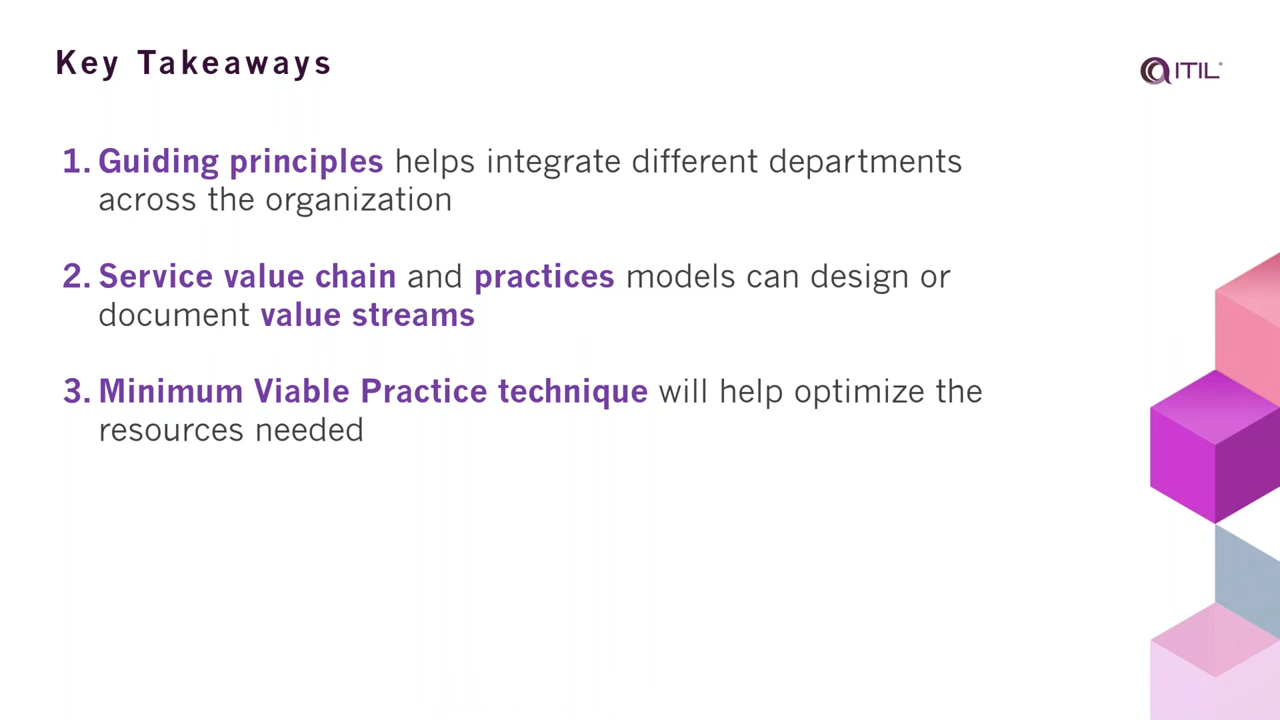 Key Takeaways
ITIL
1. Guiding principles helps integrate different departments
across the organization
2. Service value chain and practices models can design or
document value streams
3. Minimum Viable Practice technique will help optimize the
resources needed